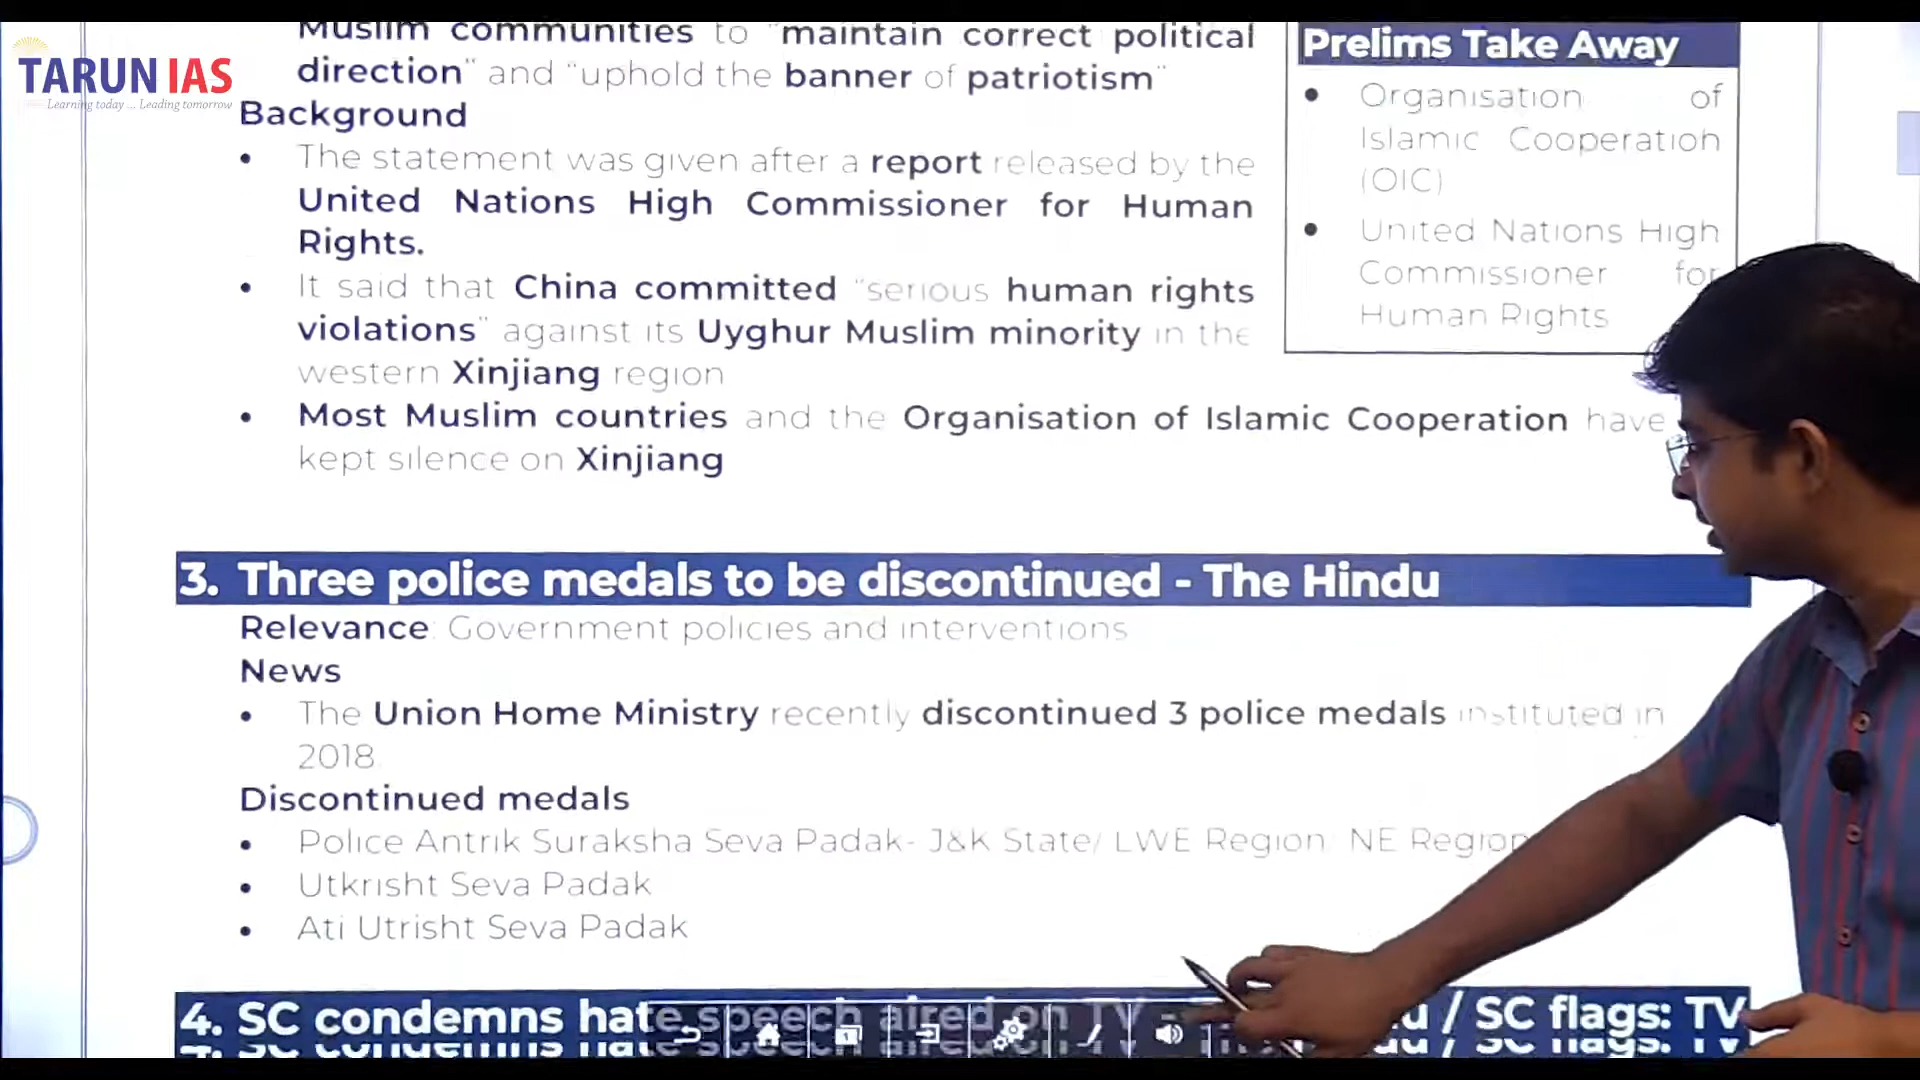 TARUN IAS
Learning today ... Leading tomorrow
Muslim communities to "maintain correct political
direction" and "uphold the banner of patriotism"
Background
• The statement was given after a report released by the
United Nations High Commissioner for Human
Rights.
• It said that China committed "serious human rights
violations" against its Uyghur Muslim minority in the
western Xinjiang region
• Most Muslim countries and the Organisation of Islamic Cooperation have
kept silence on Xinjiang
Prelims Take Away
• Organisation of
Islamic Cooperation
(OIC)
• United Nations High
Commissioner for
Human Rights
3. Three police medals to be discontinued - The Hindu
Relevance: Government policies and interventions
News
• The Union Home Ministry recently discontinued 3 police medals instituted in
2018.
Discontinued medals
• Police Antrik Suraksha Seva Padak- J&K State/ LWE Region/ NE Region
• Utkrisht Seva Padak
• Ati Utrisht Seva Padak
4. SC condemns hate speech aired on TV - / SC flags: TV